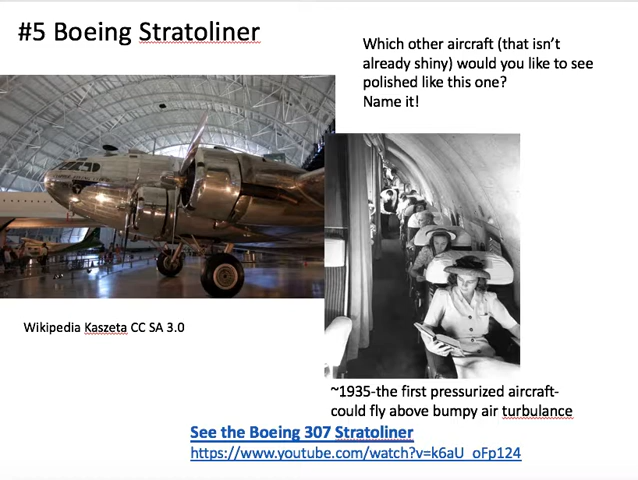 #5 Boeing Stratoliner
Which other aircraft (that isn't
already shiny) would you like to see
polished like this one?
Name it!
Wikipedia Kaszeta CC SA 3.0
~1935-the first pressurized aircraft-
could fly above bumpy air turbulance
See the Boeing 307 Stratoliner
https://www.youtube.com/watch?v=k6aU_oFp124